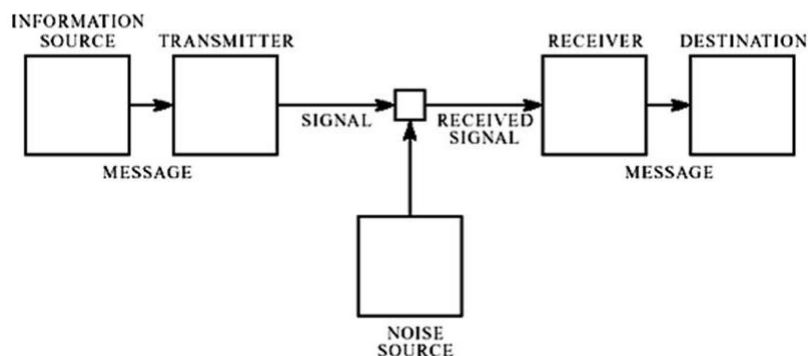 INFORMATION
SOURCE
TRANSMITTER
RECEIVER
DESTINATION
SIGNAL
RECEIVED
SIGNAL
MESSAGE
MESSAGE
NOISE
SOURCE